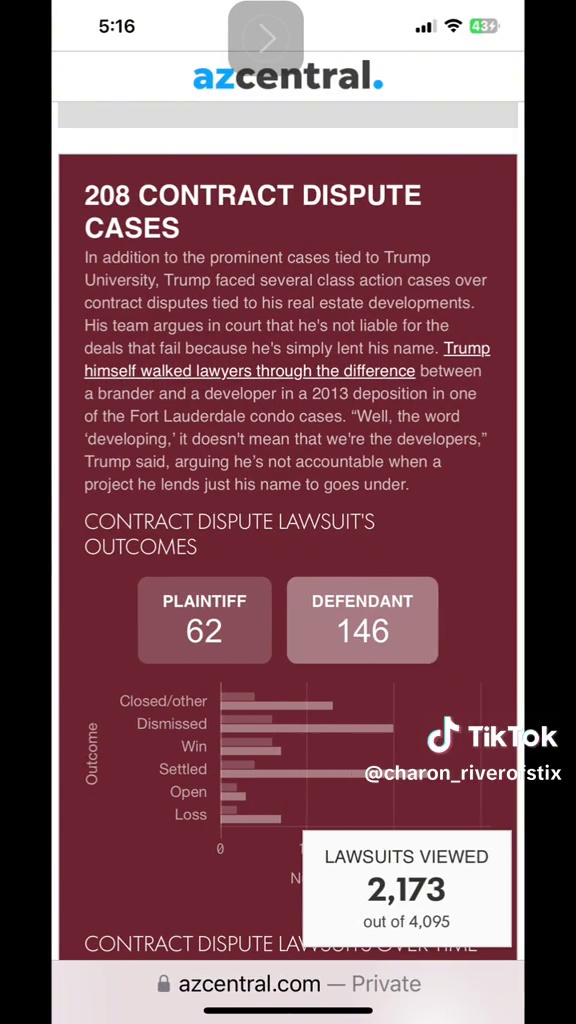 5:16
43
azcentral.
208 CONTRACT DISPUTE
CASES
In addition to the prominent cases tied to Trump
University, Trump faced several class action cases over
contract disputes tied to his real estate developments.
His team argues in court that he's not liable for the
deals that fail because he's simply lent his name. Trump
himself walked lawyers through the difference between
a brander and a developer in a 2013 deposition in one
of the Fort Lauderdale condo cases. “Well, the word
‘developing,’ it doesn't mean that we're the developers,”
Trump said, arguing he’s not accountable when a
project he lends just his name to goes under.
CONTRACT DISPUTE LAWSUIT'S
OUTCOMES
PLAINTIFF
62
DEFENDANT
146
Outcome
Closed/other
Dismissed
Win
Settled
Open
Loss
0
TikTok
@charon_riverofstix
LAWSUITS VIEWED
2,173
out of 4,095
CONTRACT DISPUTE LAWSUITS OVER TIME
azcentral.com — Private